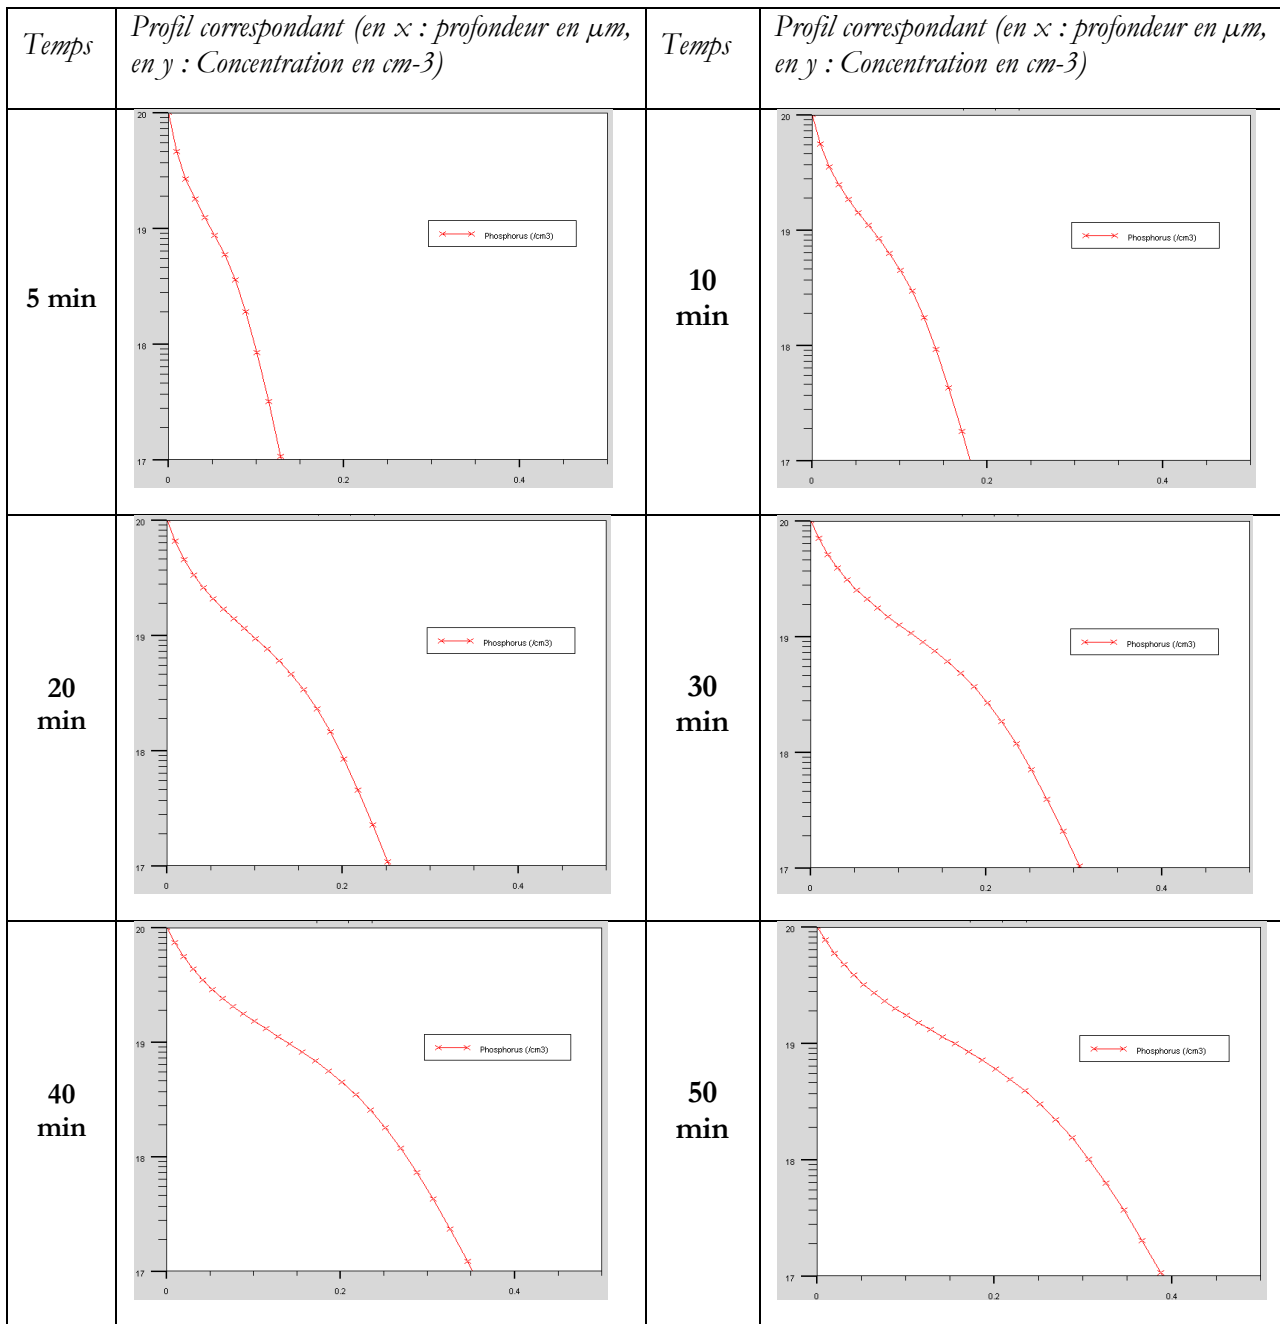 Temps
Profil correspondant (en x : profondeur en µm,
en y : Concentration en cm-3)
Temps
Profil correspondant (en x : profondeur en µm,
en y : Concentration en cm-3)
5 min
20
19
18
17
0
0.2
0.4
Phosphorus (/cm3)
10
min
20
19
18
17
0
0.2
0.4
Phosphorus (/cm3)
20
min
20
19
18
17
0
0.2
0.4
Phosphorus (/cm3)
30
min
20
19
18
17
0
0.2
0.4
Phosphorus (/cm3)
40
min
20
19
18
17
0
0.2
0.4
Phosphorus (/cm3)
50
min
20
19
18
17
0
0.2
0.4
Phosphorus (/cm3)